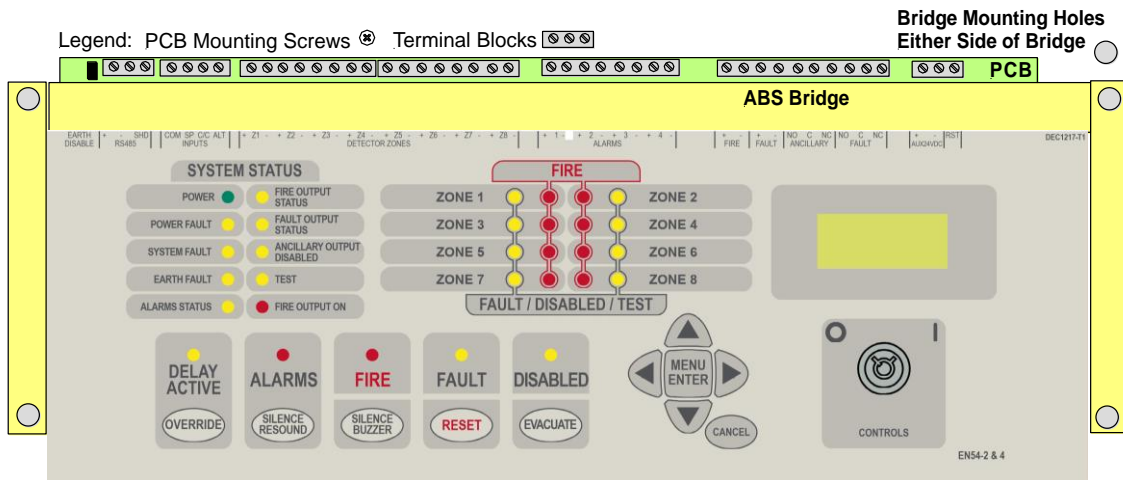 Bridge Mounting Holes
Either Side of Bridge
Legend: PCB Mounting Screws Terminal Blocks
PCB
ABS Bridge
EARTH DISABLE + - SHD RS485 COM SP C/C ALT INPUTS + Z1 - + Z2 - + Z3 - + Z4 - + Z5 - + Z6 - + Z7 - + Z8 - DETECTOR ZONES + 1 - + 2 - + 3 - + 4 - ALARMS + - FIRE + - FAULT NO C NC ANCILLARY NO C NC FAULT + - RST AUX24VDC DEC1217-T1
SYSTEM STATUS
FIRE
POWER FIRE OUTPUT STATUS ZONE 1 ZONE 2
POWER FAULT FAULT OUTPUT STATUS ZONE 3 ZONE 4
SYSTEM FAULT ANCILLARY OUTPUT DISABLED ZONE 5 ZONE 6
EARTH FAULT TEST ZONE 7 ZONE 8
ALARMS STATUS FIRE OUTPUT ON FAULT / DISABLED / TEST
O I
DELAY ACTIVE ALARMS FIRE FAULT DISABLED
MENU ENTER
OVERRIDE SILENCE RESOUND SILENCE BUZZER RESET EVACUATE
CANCEL
CONTROLS
EN54-2 & 4